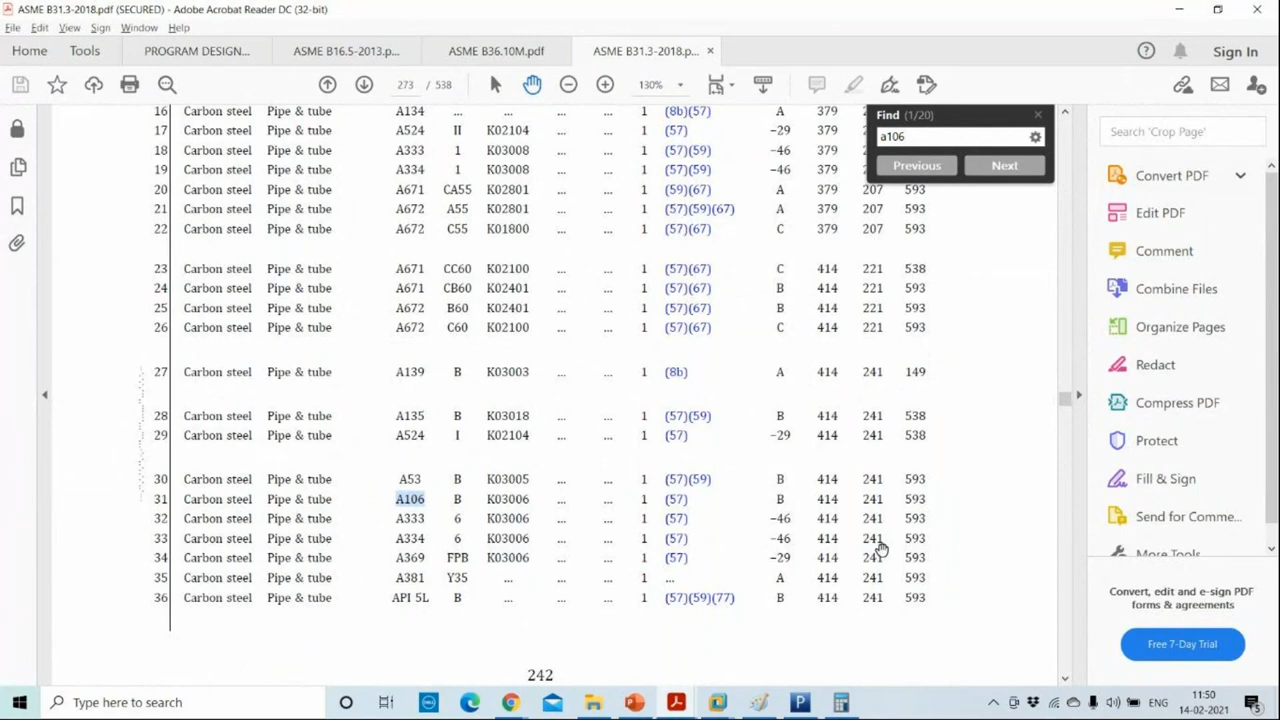 ASME B31.3-2018.pdf (SECURED) - Adobe Acrobat Reader DC (32-bit)
File Edit View Sign Window Help
Home Tools PROGRAM DESIGN... ASME B16.5-2013.p... ASME B36.10M.pdf ASME B31.3-2018.p... × Sign In
273 / 538 130%
Find (1/20)
a106
Previous Next
16 Carbon steel Pipe & tube A134 ... ... ... ... 1 (8b)(57) A 379
17 Carbon steel Pipe & tube A524 II K02104 ... ... 1 (57) −29 379
18 Carbon steel Pipe & tube A333 1 K03008 ... ... 1 (57)(59) −46 379
19 Carbon steel Pipe & tube A334 1 K03008 ... ... 1 (57)(59) −46 379
20 Carbon steel Pipe & tube A671 CA55 K02801 ... ... 1 (59)(67) A 379 207 593
21 Carbon steel Pipe & tube A672 A55 K02801 ... ... 1 (57)(59)(67) A 379 207 593
22 Carbon steel Pipe & tube A672 C55 K01800 ... ... 1 (57)(67) C 379 207 593
23 Carbon steel Pipe & tube A671 CC60 K02100 ... ... 1 (57)(67) C 414 221 538
24 Carbon steel Pipe & tube A671 CB60 K02401 ... ... 1 (57)(67) B 414 221 593
25 Carbon steel Pipe & tube A672 B60 K02401 ... ... 1 (57)(67) B 414 221 593
26 Carbon steel Pipe & tube A672 C60 K02100 ... ... 1 (57)(67) C 414 221 593
27 Carbon steel Pipe & tube A139 B K03003 ... ... 1 (8b) A 414 241 149
28 Carbon steel Pipe & tube A135 B K03018 ... ... 1 (57)(59) B 414 241 538
29 Carbon steel Pipe & tube A524 I K02104 ... ... 1 (57) −29 414 241 538
30 Carbon steel Pipe & tube A53 B K03005 ... ... 1 (57)(59) B 414 241 593
31 Carbon steel Pipe & tube A106 B K03006 ... ... 1 (57) B 414 241 593
32 Carbon steel Pipe & tube A333 6 K03006 ... ... 1 (57) −46 414 241 593
33 Carbon steel Pipe & tube A334 6 K03006 ... ... 1 (57) −46 414 241 593
34 Carbon steel Pipe & tube A369 FPB K03006 ... ... 1 (57) −29 414 241 593
35 Carbon steel Pipe & tube A381 Y35 ... ... ... 1 ... A 414 241 593
36 Carbon steel Pipe & tube API 5L B ... ... ... 1 (57)(59)(77) B 414 241 593
242
Search 'Crop Page'
Convert PDF
Edit PDF
Comment
Combine Files
Organize Pages
Redact
Compress PDF
Protect
Fill & Sign
Send for Comme...
More Tools
Convert, edit and e-sign PDF
forms & agreements
Free 7-Day Trial
Type here to search
ENG
11:50
14-02-2021
5